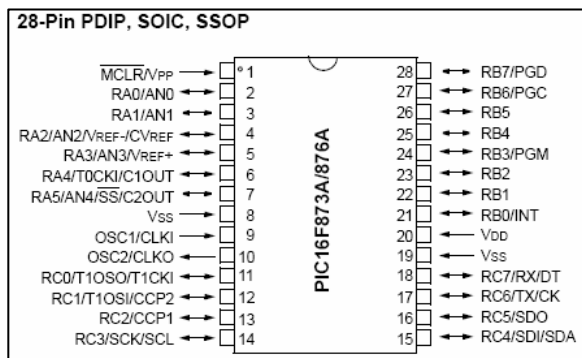 28-Pin PDIP, SOIC, SSOP
MCLR/VPP 1 28 RB7/PGD
RA0/AN0 2 27 RB6/PGC
RA1/AN1 3 26 RB5
RA2/AN2/VREF-/CVREF 4 25 RB4
RA3/AN3/VREF+ 5 24 RB3/PGM
RA4/T0CKI/C1OUT 6 23 RB2
RA5/AN4/SS/C2OUT 7 22 RB1
VSS 8 21 RB0/INT
OSC1/CLKI 9 20 VDD
OSC2/CLKO 10 19 VSS
RC0/T1OSO/T1CKI 11 18 RC7/RX/DT
RC1/T1OSI/CCP2 12 17 RC6/TX/CK
RC2/CCP1 13 16 RC5/SDO
RC3/SCK/SCL 14 15 RC4/SDI/SDA
PIC16F873A/876A